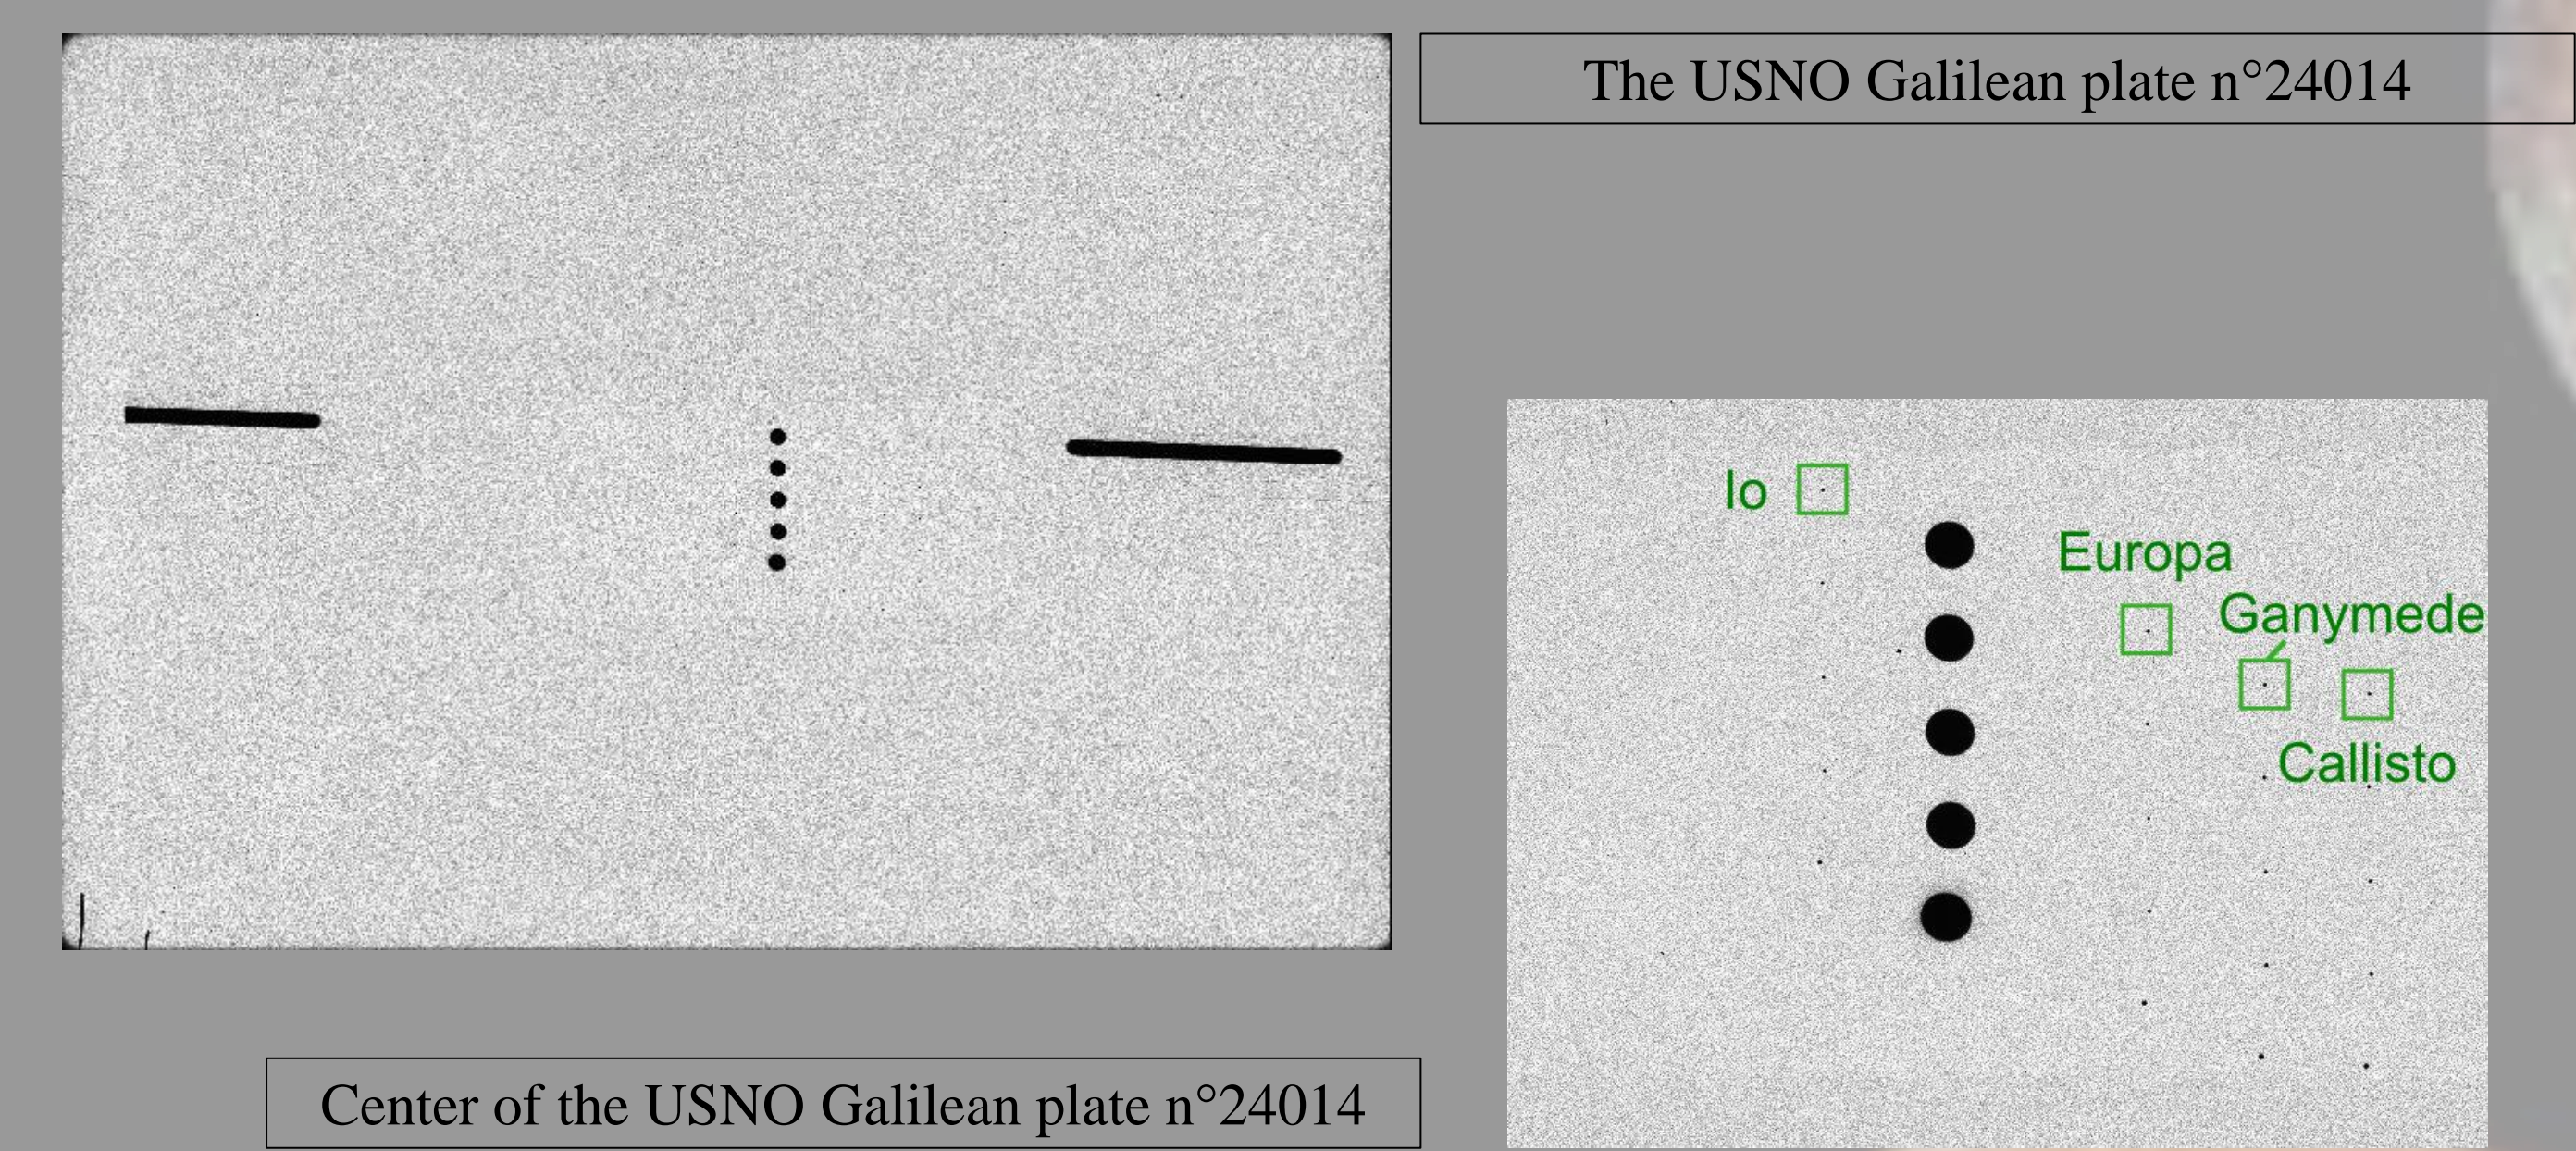 The USNO Galilean plate n°24014
Io
Europa
Ganymede
Callisto
Center of the USNO Galilean plate n°24014